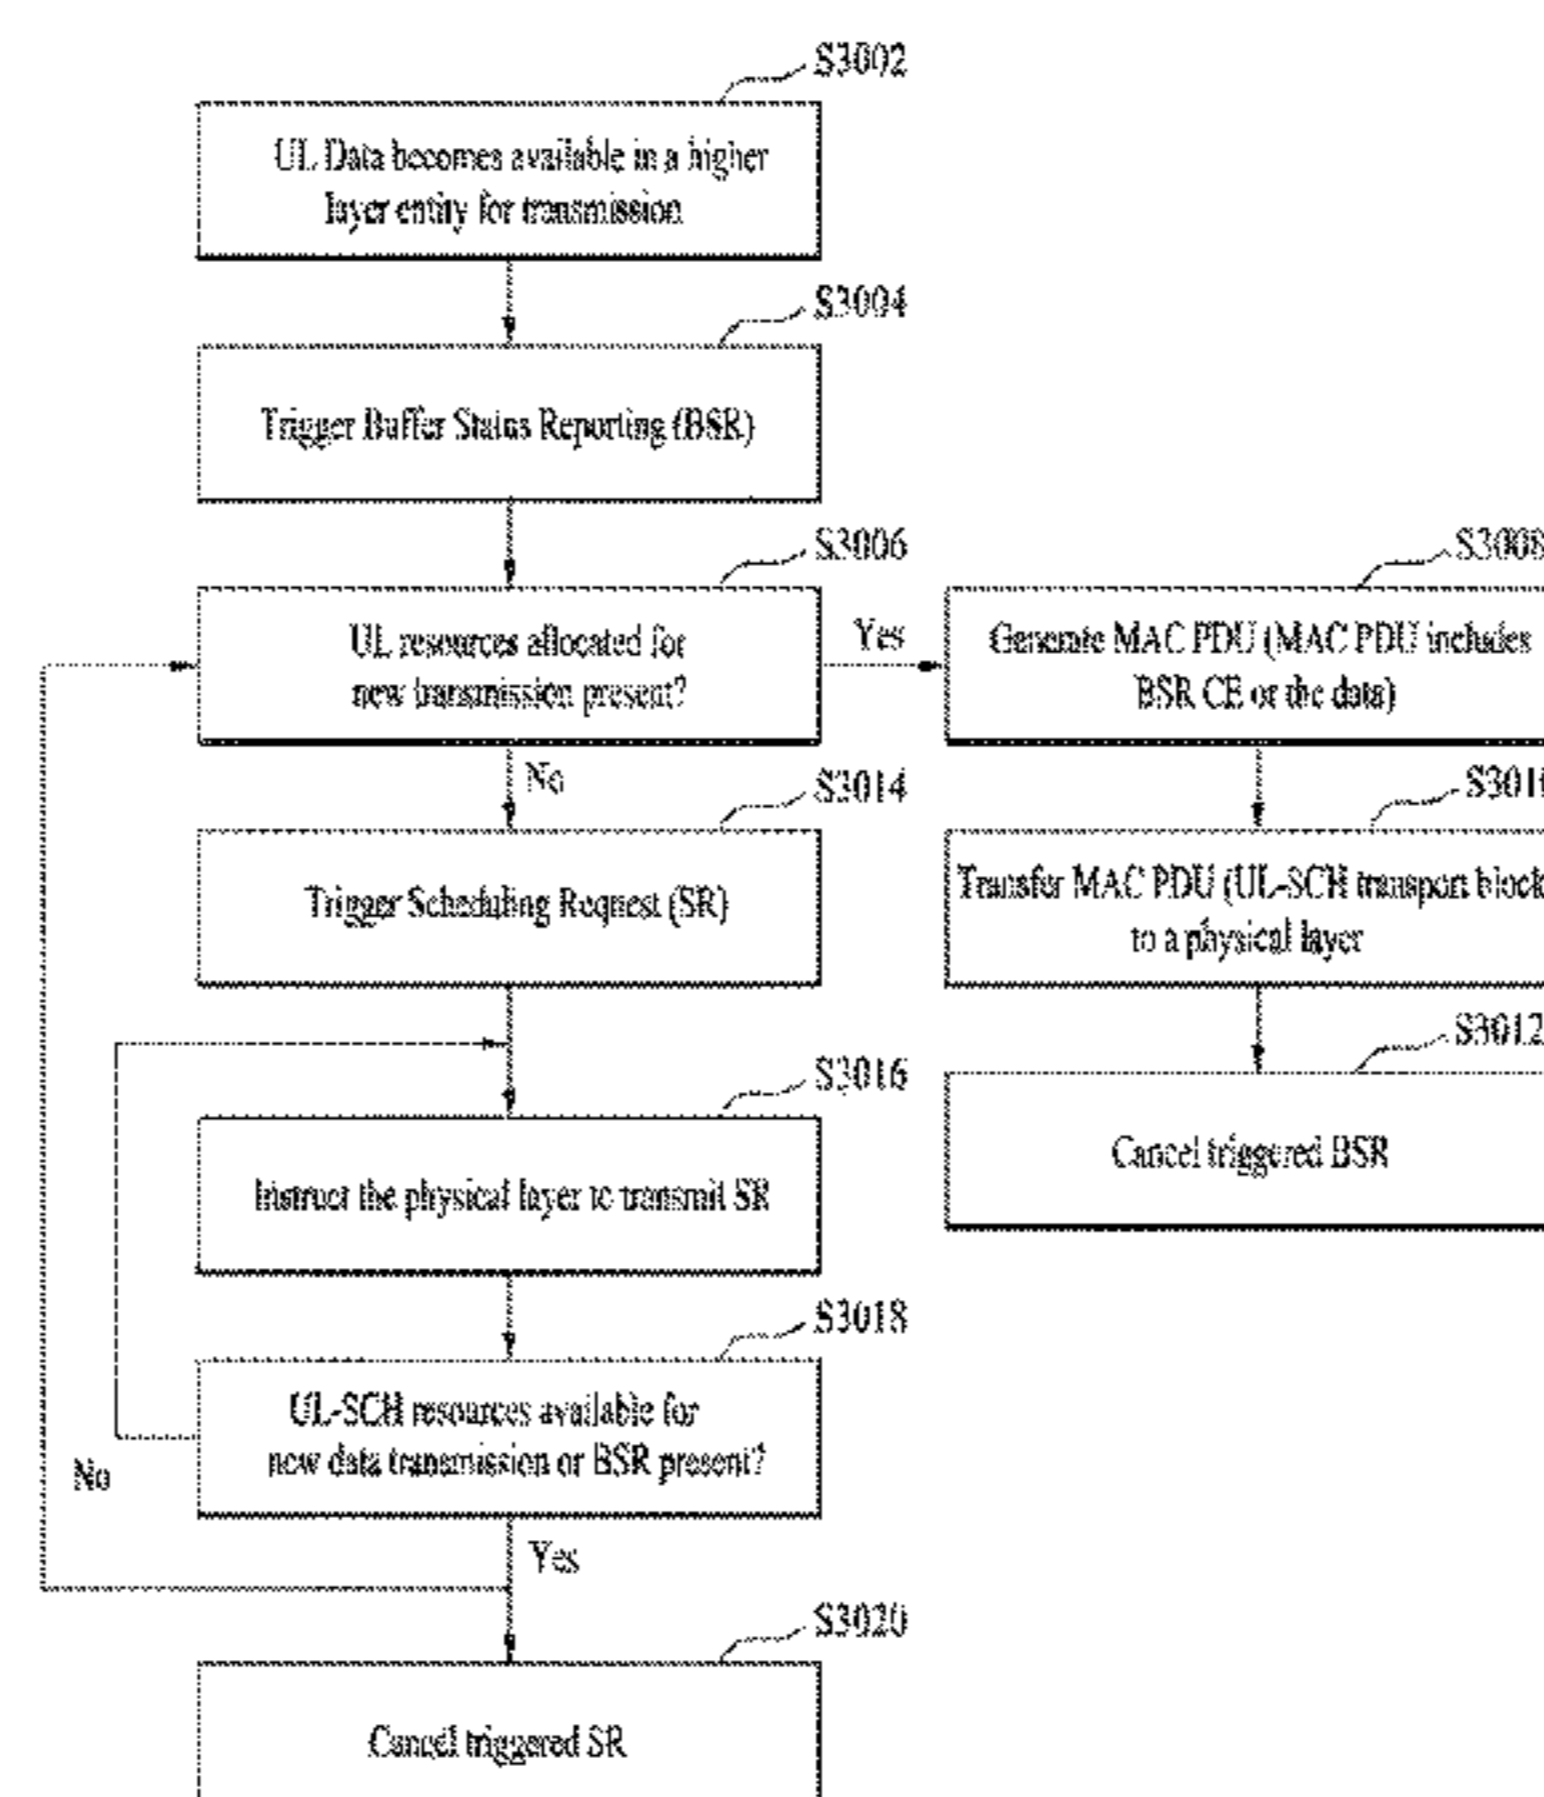 S3002
UL Data becomes available in a higher
layer entity for transmission
S3004
Trigger Buffer Status Reporting (BSR)
S3006
UL resources allocated for
new transmission present?
Yes
S3008
Generate MAC PDU (MAC PDU includes
BSR CE or the data)
No
S3014
Trigger Scheduling Request (SR)
S301
Transfer MAC PDU (UL-SCH transport block
to a physical layer
S3016
Instruct the physical layer to transmit SR
S3012
Cancel triggered BSR
S3018
UL-SCH resources available for
new data transmission or BSR present?
No
Yes
S3020
Cancel triggered SR